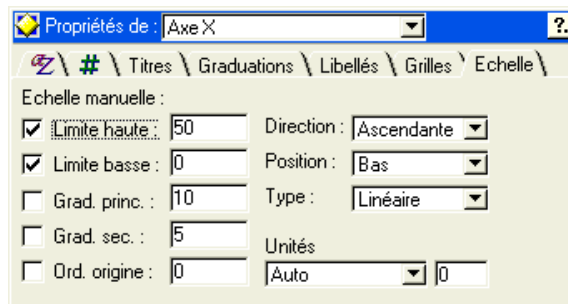 Propriétés de : Axe X ?
# Titres Graduations Libellés Grilles Echelle
Echelle manuelle :
Limite haute : 50 Direction : Ascendante
Limite basse : 0 Position : Bas
Grad. princ. : 10 Type : Linéaire
Grad. sec. : 5 Unités
Ord. origine : 0 Auto 0